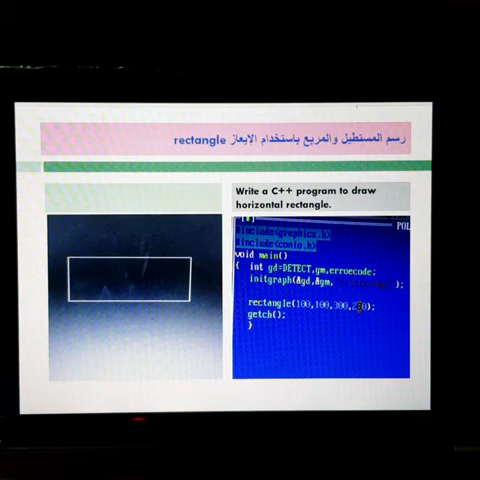 رسم المستطيل والمربع باستخدام الايعاز rectangle
Write a C++ program to draw
horizontal rectangle.
POL
#include<graphics.h>
#include<conio.h>
void main()
{ int gd=DETECT,gm,erroecode;
initgraph(&gd,&gm, );
rectangle(100,100,300,
getch();
}